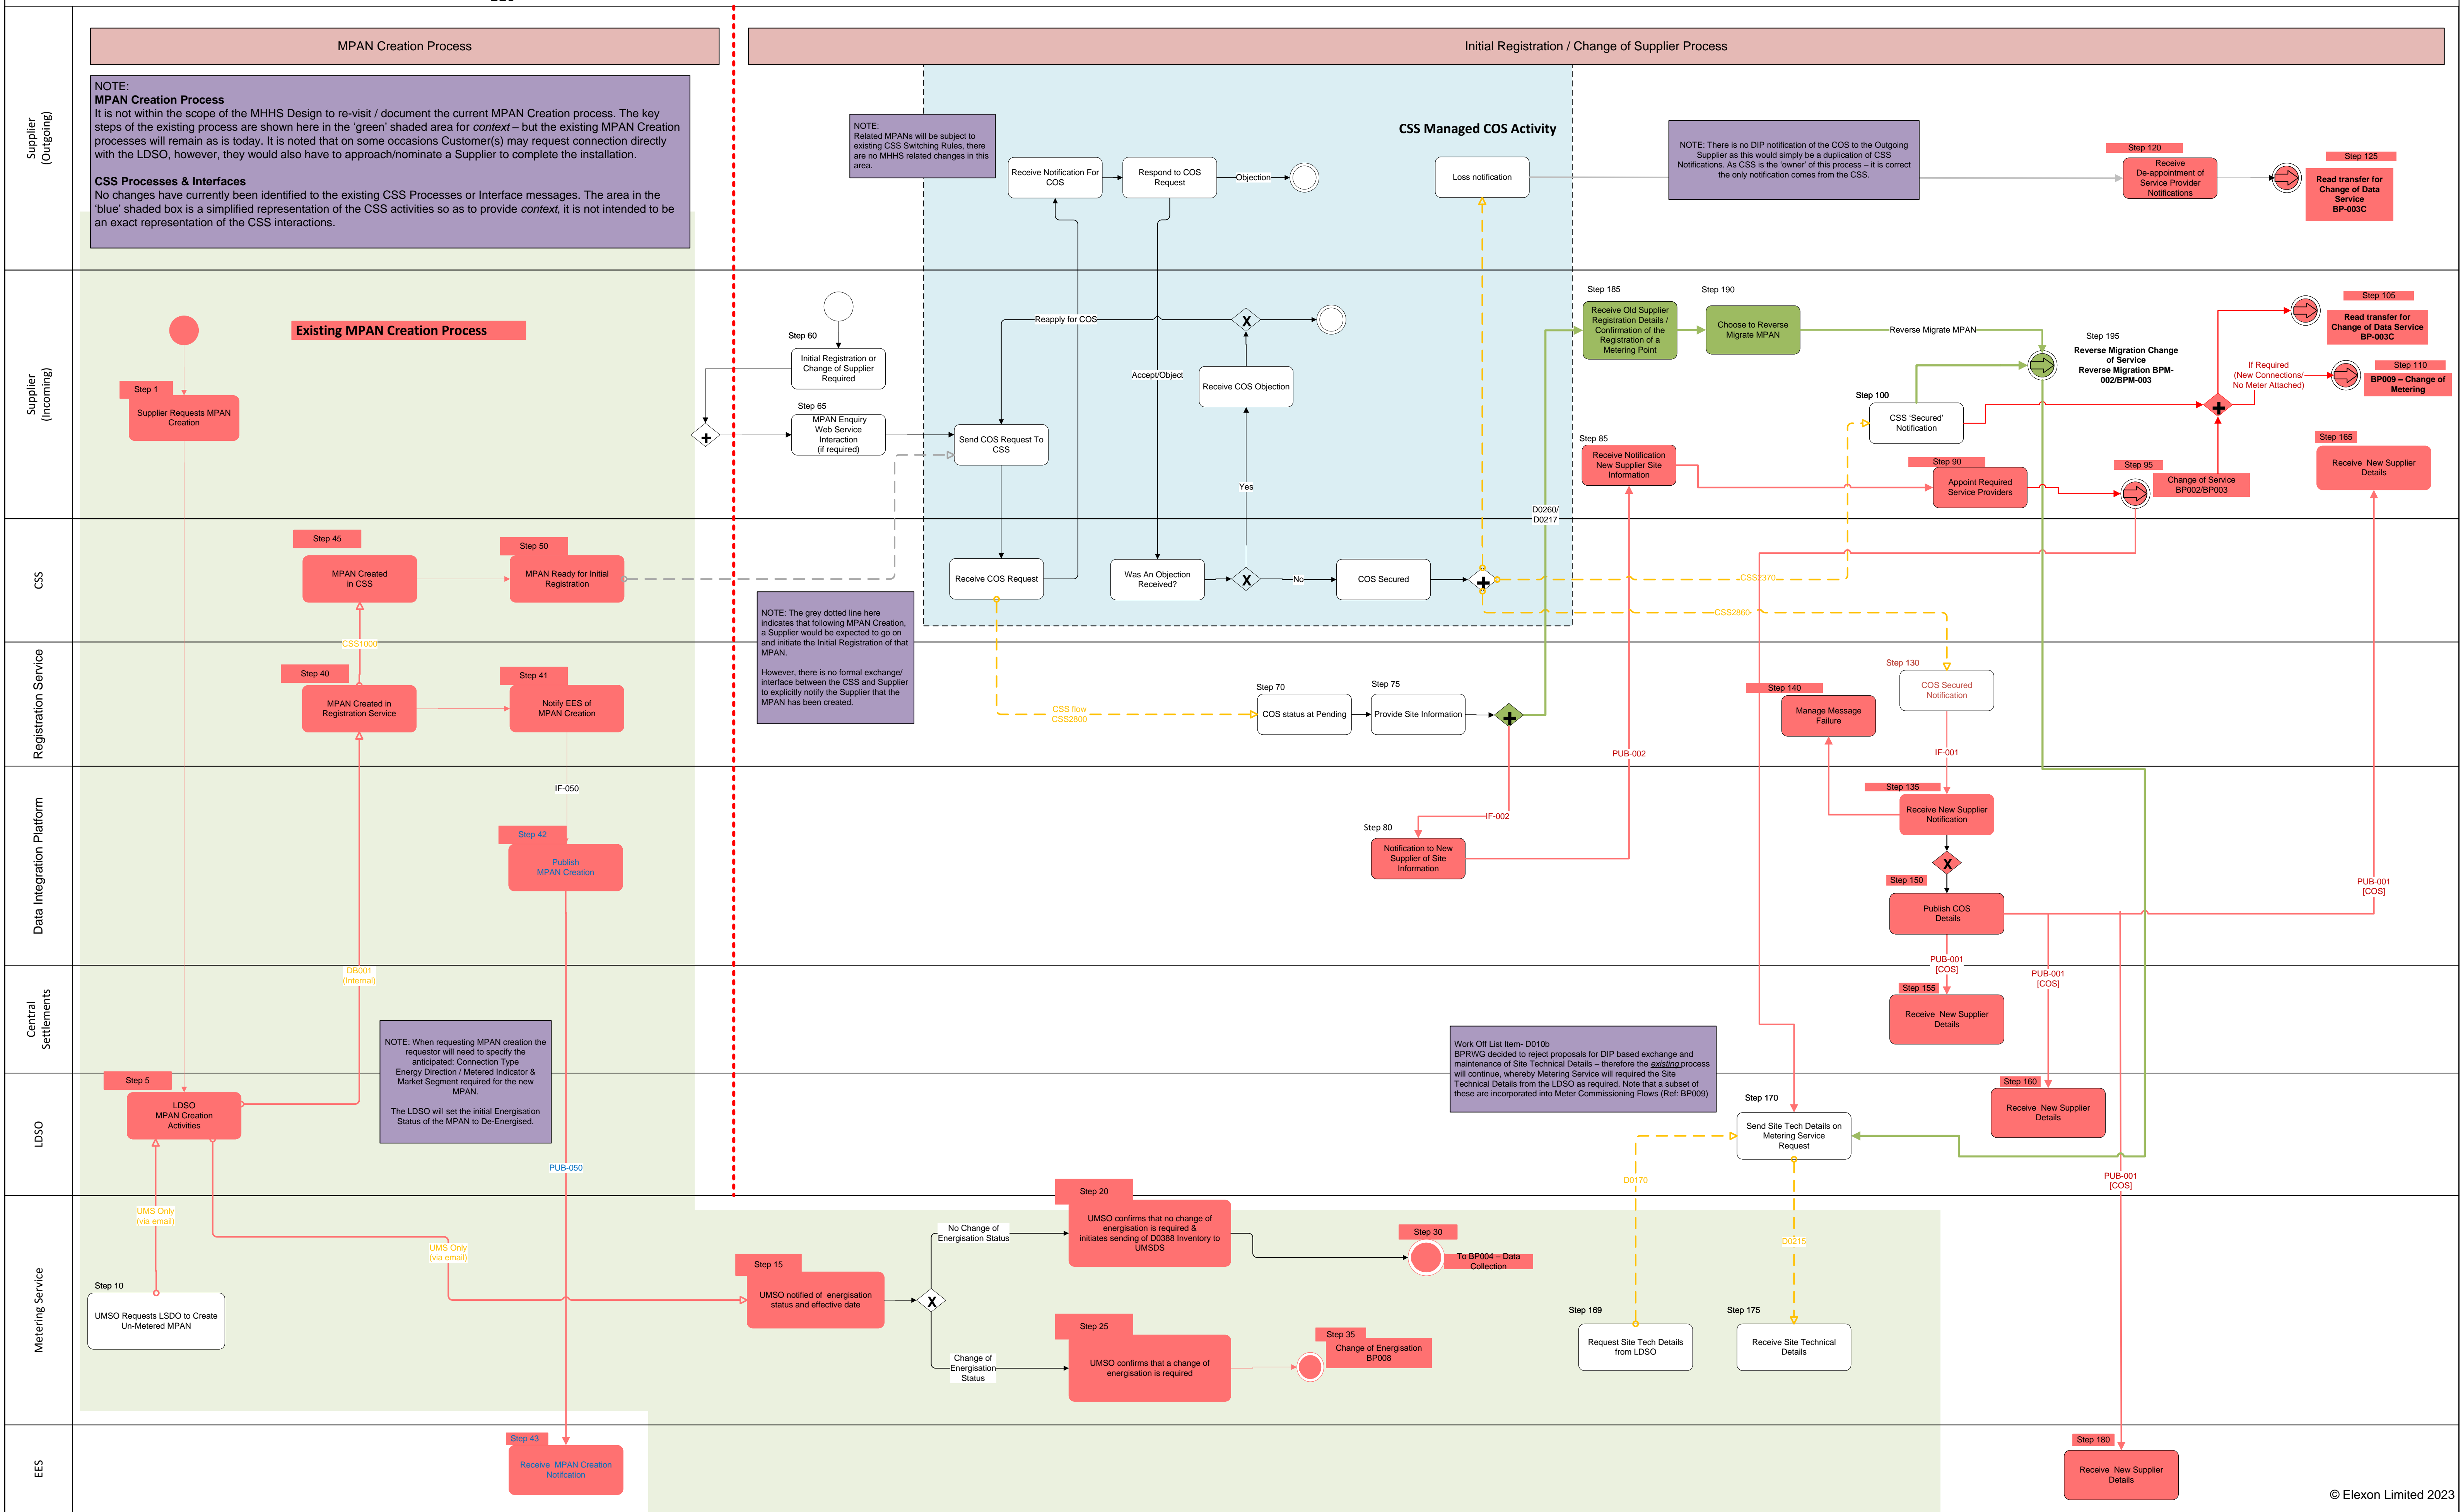 MPAN Creation Process
Initial Registration / Change of Supplier Process
Supplier
(Outgoing)
NOTE:
MPAN Creation Process
It is not within the scope of the MHHS Design to re-visit / document the current MPAN Creation process. The key
steps of the existing process are shown here in the ‘green’ shaded area for context – but the existing MPAN Creation
processes will remain as is today. It is noted that on some occasions Customer(s) may request connection directly
with the LDSO, however, they would also have to approach/nominate a Supplier to complete the installation.
CSS Processes & Interfaces
No changes have currently been identified to the existing CSS Processes or Interface messages. The area in the
‘blue’ shaded box is a simplified representation of the CSS activities so as to provide context, it is not intended to be
an exact representation of the CSS interactions.
NOTE:
Related MPANs will be subject to
existing CSS Switching Rules, there
are no MHHS related changes in this
area.
CSS Managed COS Activity
Receive Notification For
COS
Respond to COS
Request
Objection
Loss notification
NOTE: There is no DIP notification of the COS to the Outgoing
Supplier as this would simply be a duplication of CSS
Notifications. As CSS is the ‘owner’ of this process – it is correct
the only notification comes from the CSS.
Step 120
Receive
De-appointment of
Service Provider
Notifications
Step 125
Read transfer for
Change of Data
Service
BP-003C
Supplier
(Incoming)
Existing MPAN Creation Process
Step 1
Supplier Requests MPAN
Creation
Step 60
Initial Registration or
Change of Supplier
Required
Step 65
MPAN Enquiry
Web Service
Interaction
(if required)
Reapply for COS
X
Accept/Object
Receive COS Objection
Send COS Request To
CSS
Yes
Step 185
Receive Old Supplier
Registration Details /
Confirmation of the
Registration of a
Metering Point
Step 190
Choose to Reverse
Migrate MPAN
Reverse Migrate MPAN
Step 195
Reverse Migration Change
of Service
Reverse Migration BPM-
002/BPM-003
Step 105
Read transfer for
Change of Data Service
BP-003C
If Required
(New Connections/
No Meter Attached)
Step 110
BP009 – Change of
Metering
Step 100
CSS ‘Secured’
Notification
Step 85
Receive Notification
New Supplier Site
Information
Step 90
Appoint Required
Service Providers
Step 95
Change of Service
BP002/BP003
Step 165
Receive New Supplier
Details
D0260/
D0217
CSS
Step 45
MPAN Created
in CSS
Step 50
MPAN Ready for Initial
Registration
Receive COS Request
Was An Objection
Received?
X
No
COS Secured
CSS2370
CSS2860
NOTE: The grey dotted line here
indicates that following MPAN Creation,
a Supplier would be expected to go on
and initiate the Initial Registration of that
MPAN.
However, there is no formal exchange/
interface between the CSS and Supplier
to explicitly notify the Supplier that the
MPAN has been created.
CSS1000
Registration Service
Step 40
MPAN Created in
Registration Service
Step 41
Notify EES of
MPAN Creation
CSS flow
CSS2800
Step 70
COS status at Pending
Step 75
Provide Site Information
PUB-002
Step 140
Manage Message
Failure
Step 130
COS Secured
Notification
IF-001
Data Integration Platform
IF-050
Step 42
Publish
MPAN Creation
IF-002
Step 80
Notification to New
Supplier of Site
Information
Step 135
Receive New Supplier
Notification
X
Step 150
Publish COS
Details
PUB-001
[COS]
Central
Settlements
DB001
(Internal)
PUB-001
[COS]
PUB-001
[COS]
Step 155
Receive New Supplier
Details
NOTE: When requesting MPAN creation the
requestor will need to specify the
anticipated: Connection Type
Energy Direction / Metered Indicator &
Market Segment required for the new
MPAN.
The LDSO will set the initial Energisation
Status of the MPAN to De-Energised.
Work Off List Item- D010b
BPRWG decided to reject proposals for DIP based exchange and
maintenance of Site Technical Details – therefore the existing process
will continue, whereby Metering Service will required the Site
Technical Details from the LDSO as required. Note that a subset of
these are incorporated into Meter Commissioning Flows (Ref: BP009)
LDSO
Step 5
LDSO
MPAN Creation
Activities
PUB-050
Step 170
Send Site Tech Details on
Metering Service
Request
Step 160
Receive New Supplier
Details
D0170
PUB-001
[COS]
Metering Service
UMS Only
(via email)
UMS Only
(via email)
Step 10
UMSO Requests LSDO to Create
Un-Metered MPAN
Step 15
UMSO notified of energisation
status and effective date
X
No Change of
Energisation Status
Change of
Energisation
Status
Step 20
UMSO confirms that no change of
energisation is required &
initiates sending of D0388 Inventory to
UMSDS
Step 30
To BP004 – Data
Collection
Step 25
UMSO confirms that a change of
energisation is required
Step 35
Change of Energisation
BP008
D0215
Step 169
Request Site Tech Details
from LDSO
Step 175
Receive Site Technical
Details
EES
Step 43
Receive MPAN Creation
Notifcation
Step 180
Receive New Supplier
Details
© Elexon Limited 2023